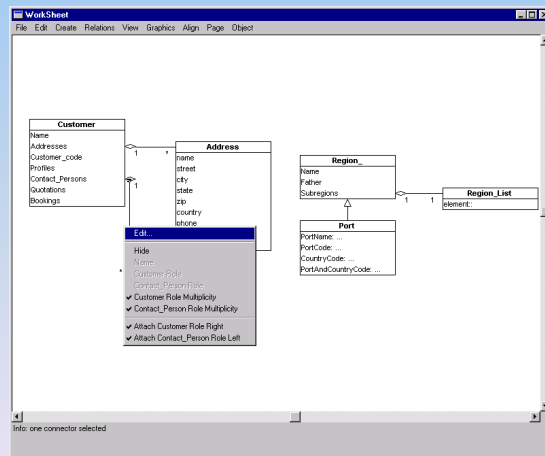 WorkSheet
File Edit Create Relations View Graphics Align Page Object
Customer
Name
Addresses
Customer_code
Profiles
Contact_Persons
Quotations
Bookings
1 *
1
*
Address
name
street
city
state
zip
country
phone
Edit...
Hide
Name
Customer Role
Contact_Person Role
Customer Role Multiplicity
Contact_Person Role Multiplicity
Attach Customer Role Right
Attach Contact_Person Role Left
Region_
Name
Father
Subregions
1 1
Region_List
element::
Port
PortName: ...
PortCode: ...
CountryCode: ...
PortAndCountryCode: ...
Info: one connector selected